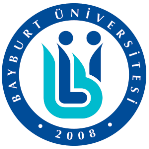 BAYBURT ÜNİVERSİTESİ
• 2008 •